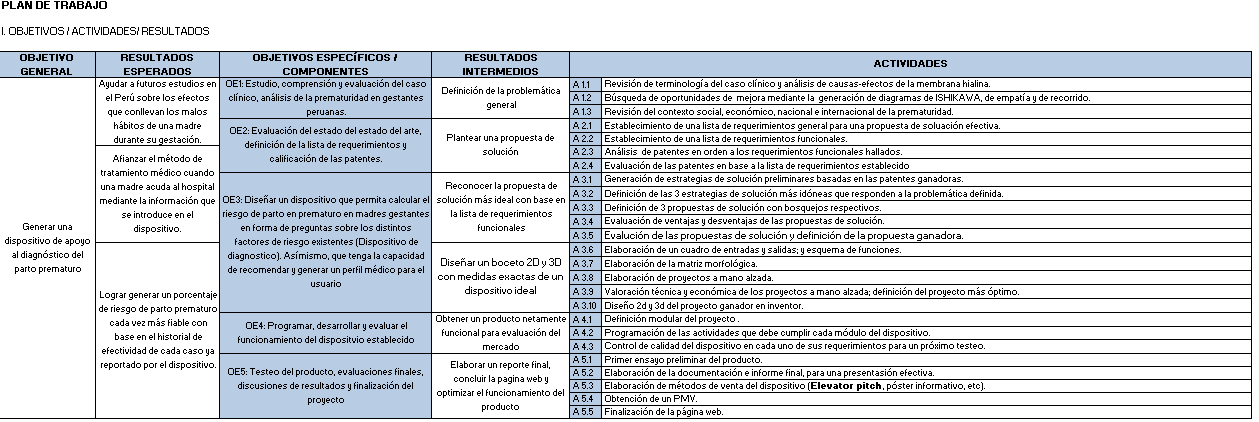 PLAN DE TRABAJO
I. OBJETIVOS / ACTIVIDADES/ RESULTADOS
OBJETIVO
GENERAL
RESULTADOS
ESPERADOS
OBJETIVOS ESPECÍFICOS /
COMPONENTES
RESULTADOS
INTERMEDIOS
ACTIVIDADES
Generar una
dispositivo de apoyo
al diagnóstico del
parto prematuro
Ayudar a futuros estudios en
el Perú sobre los efectos
que conllevan los malos
hábitos de una madre
durante su gestación.
Afianzar el método de
tratamiento médico cuando
una madre acuda al hospital
mediante la información que
se introduce en el
dispositivo.
Lograr generar un porcentaje
de riesgo de parto prematuro
cada vez más fiable con
base en el historial de
efectividad de cada caso ya
reportado por el dispositivo.
OE1: Estudio, comprensión y evaluación del caso
clínico, análisis de la prematuridad en gestantes
peruanas.
OE2: Evaluación del estado del estado del arte,
definición de la lista de requerimientos y
calificación de las patentes.
OE3: Diseñar un dispositivo que permita calcular el
riesgo de parto en prematuro en madres gestantes
en forma de preguntas sobre los distintos
factores de riesgo existentes (Dispositivo de
diagnostico). Asímismo, que tenga la capacidad
de recomendar y generar un perfil médico para el
usuario
OE4: Programar, desarrollar y evaluar el
funcionamiento del dispositvio establecido
OE5: Testeo del producto, evaluaciones finales,
discusiones de resultados y finalización del
proyecto
Definición de la problemática
general
Plantear una propuesta de
solución
Reconocer la propuesta de
solución más ideal con base en
la lista de requerimientos
funcionales
Diseñar un boceto 2D y 3D
con medidas exactas de un
dispositivo ideal
Obtener un producto netamente
funcional para evaluación del
mercado
Elaborar un reporte final,
concluir la pagina web y
optimizar el funcionamiento del
producto
A 1.1 Revisión de terminología del caso clínico y análisis de causas-efectos de la membrana hialina.
A 1.2 Búsqueda de oportunidades de mejora mediante la generación de diagramas de ISHIKAWA, de empatía y de recorrido.
A 1.3 Revisión del contexto social, económico, nacional e internacional de la prematuridad.
A 2.1 Establecimiento de una lista de requerimientos general para una propuesta de soluación efectiva.
A 2.2 Establecimiento de una lista de requerimientos funcionales.
A 2.3 Análisis de patentes en orden a los requerimientos funcionales hallados.
A 2.4 Evaluación de las patentes en base a la lista de requerimientos establecido
A 3.1 Generación de estrategias de solución preliminares basadas en las patentes ganadoras.
A 3.2 Definición de las 3 estrategias de solución más idóneas que responden a la problemática definida.
A 3.3 Definición de 3 propuestas de solución con bosquejos respectivos.
A 3.4 Evaluación de ventajas y desventajas de las propuestas de solución.
A 3.5 Evalución de las propuestas de solución y definición de la propuesta ganadora.
A 3.6 Elaboración de un cuadro de entradas y salidas; y esquema de funciones.
A 3.7 Elaboración de la matriz morfológica.
A 3.8 Elaboración de proyectos a mano alzada.
A 3.9 Valoración técnica y económica de los proyectos a mano alzada; definición del proyecto más óptimo.
A 3.10 Diseño 2d y 3d del proyecto ganador en inventor.
A 4.1 Definición modular del proyecto .
A 4.2 Programación de las actividades que debe cumplir cada módulo del dispositivo.
A 4.3 Control de calidad del dispositivo en cada uno de sus requerimientos para un próximo testeo.
A 5.1 Primer ensayo preliminar del producto.
A 5.2 Elaboración de la documentación e informe final, para una presentación efectiva.
A 5.3 Elaboración de métodos de venta del dispositivo (Elevator pitch, póster informativo, etc).
A 5.4 Obtención de un PMV.
A 5.5 Finalización de la página web.